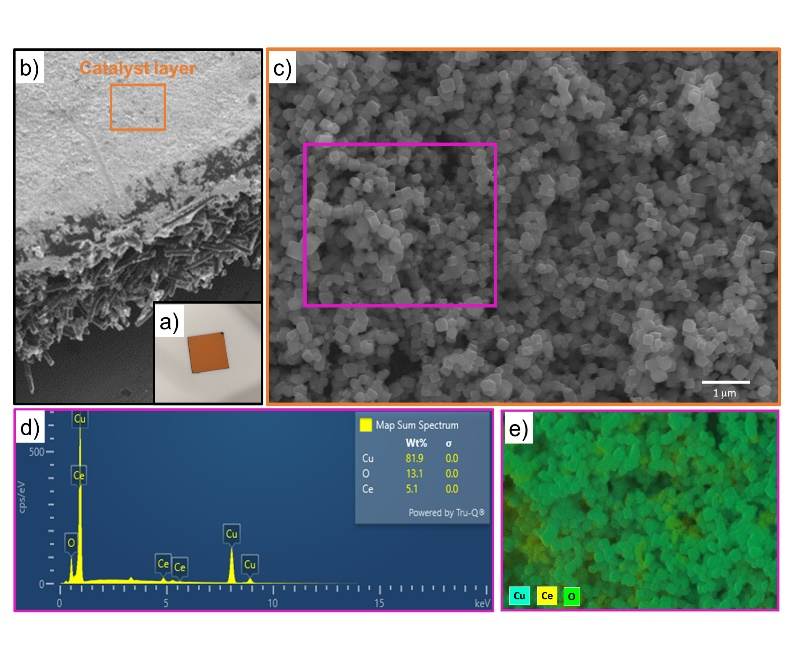 b)
Catalyst layer
a)
c)
1 µm
d)
Cu
Ce
O
Ce
Ce
Cu
Cu
500
0
cps/eV
0
5
10
15
keV
Map Sum Spectrum
Wt% σ
Cu 81.9 0.0
O 13.1 0.0
Ce 5.1 0.0
Powered by Tru-Q®
e)
Cu Ce O